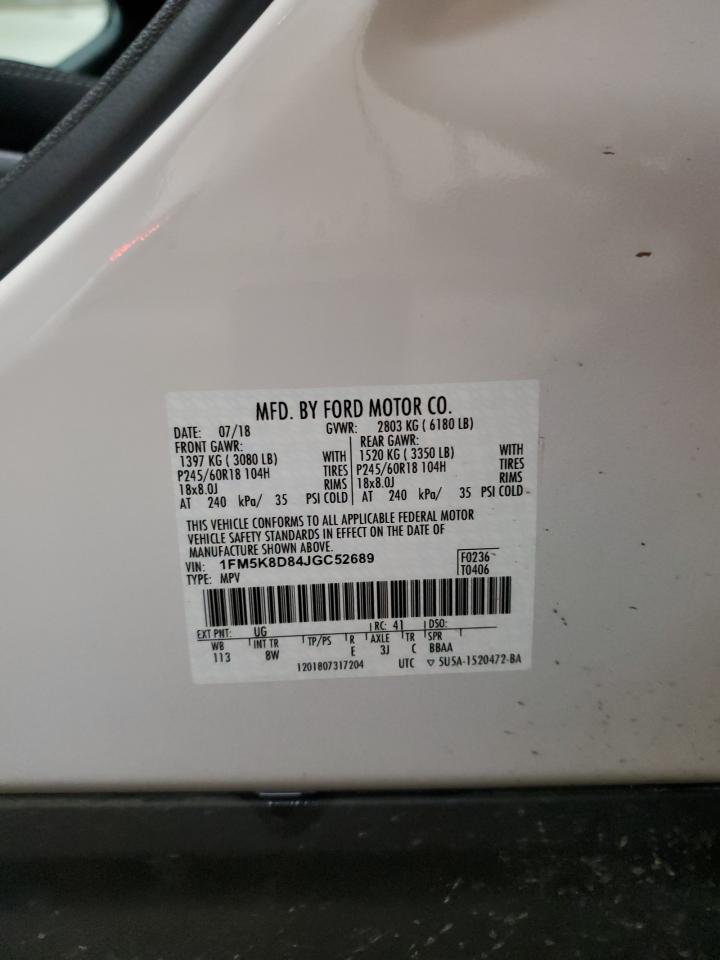 MFD. BY FORD MOTOR CO.
DATE: 07/18 GVWR: 2803 KG ( 6180 LB)
FRONT GAWR: REAR GAWR:
1397 KG ( 3080 LB) WITH 1520 KG ( 3350 LB) WITH
P245/60R18 104H TIRES P245/60R18 104H TIRES
18x8.0J RIMS 18x8.0J RIMS
AT 240 kPa/ 35 PSI COLD AT 240 kPa/ 35 PSI COLD
THIS VEHICLE CONFORMS TO ALL APPLICABLE FEDERAL MOTOR
VEHICLE SAFETY STANDARDS IN EFFECT ON THE DATE OF
MANUFACTURE SHOWN ABOVE.
VIN: 1FM5K8D84JGC52689 F0236
TYPE: MPV T0406
EXT PNT: UG RC: 41 DSO:
WB INT TR TP/PS R AXLE TR SPR
113 8W E 3J C BBAA
1201807317204 UTC ▽ 5U5A-1520472-BA